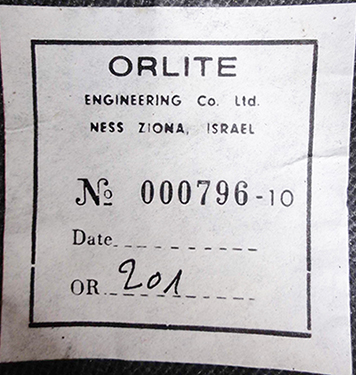 ORLITE
ENGINEERING Co. Ltd.
NESS ZIONA, ISRAEL
№ 000796-10
Date
OR 201